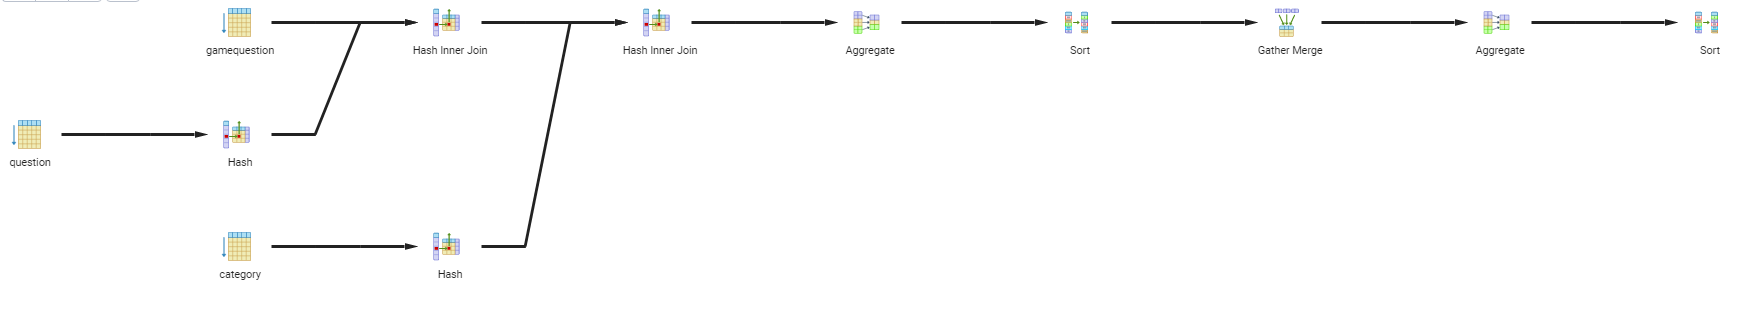 gamequestion
Hash Inner Join
Hash Inner Join
Aggregate
Sort
Gather Merge
Aggregate
Sort
question
Hash
category
Hash